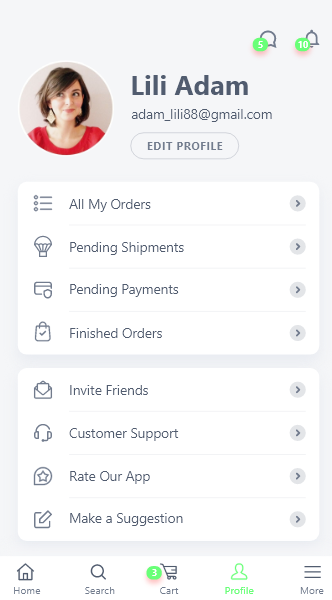 5
10
Lili Adam
adam_lili88@gmail.com
EDIT PROFILE
All My Orders
Pending Shipments
Pending Payments
Finished Orders
Invite Friends
Customer Support
Rate Our App
Make a Suggestion
3
Home
Search
Cart
Profile
More